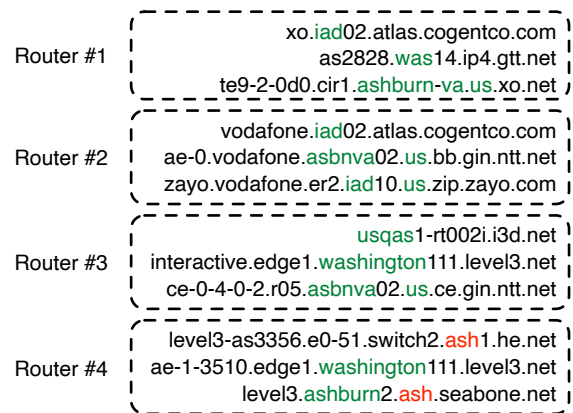 Router #1
xo.iad02.atlas.cogentco.com
as2828.was14.ip4.gtt.net
te9-2-0d0.cir1.ashburn-va.us.xo.net
Router #2
vodafone.iad02.atlas.cogentco.com
ae-0.vodafone.asbnva02.us.bb.gin.ntt.net
zayo.vodafone.er2.iad10.us.zip.zayo.com
Router #3
usqas1-rt002i.i3d.net
interactive.edge1.washington111.level3.net
ce-0-4-0-2.r05.asbnva02.us.ce.gin.ntt.net
Router #4
level3-as3356.e0-51.switch2.ash1.he.net
ae-1-3510.edge1.washington111.level3.net
level3.ashburn2.ash.seabone.net